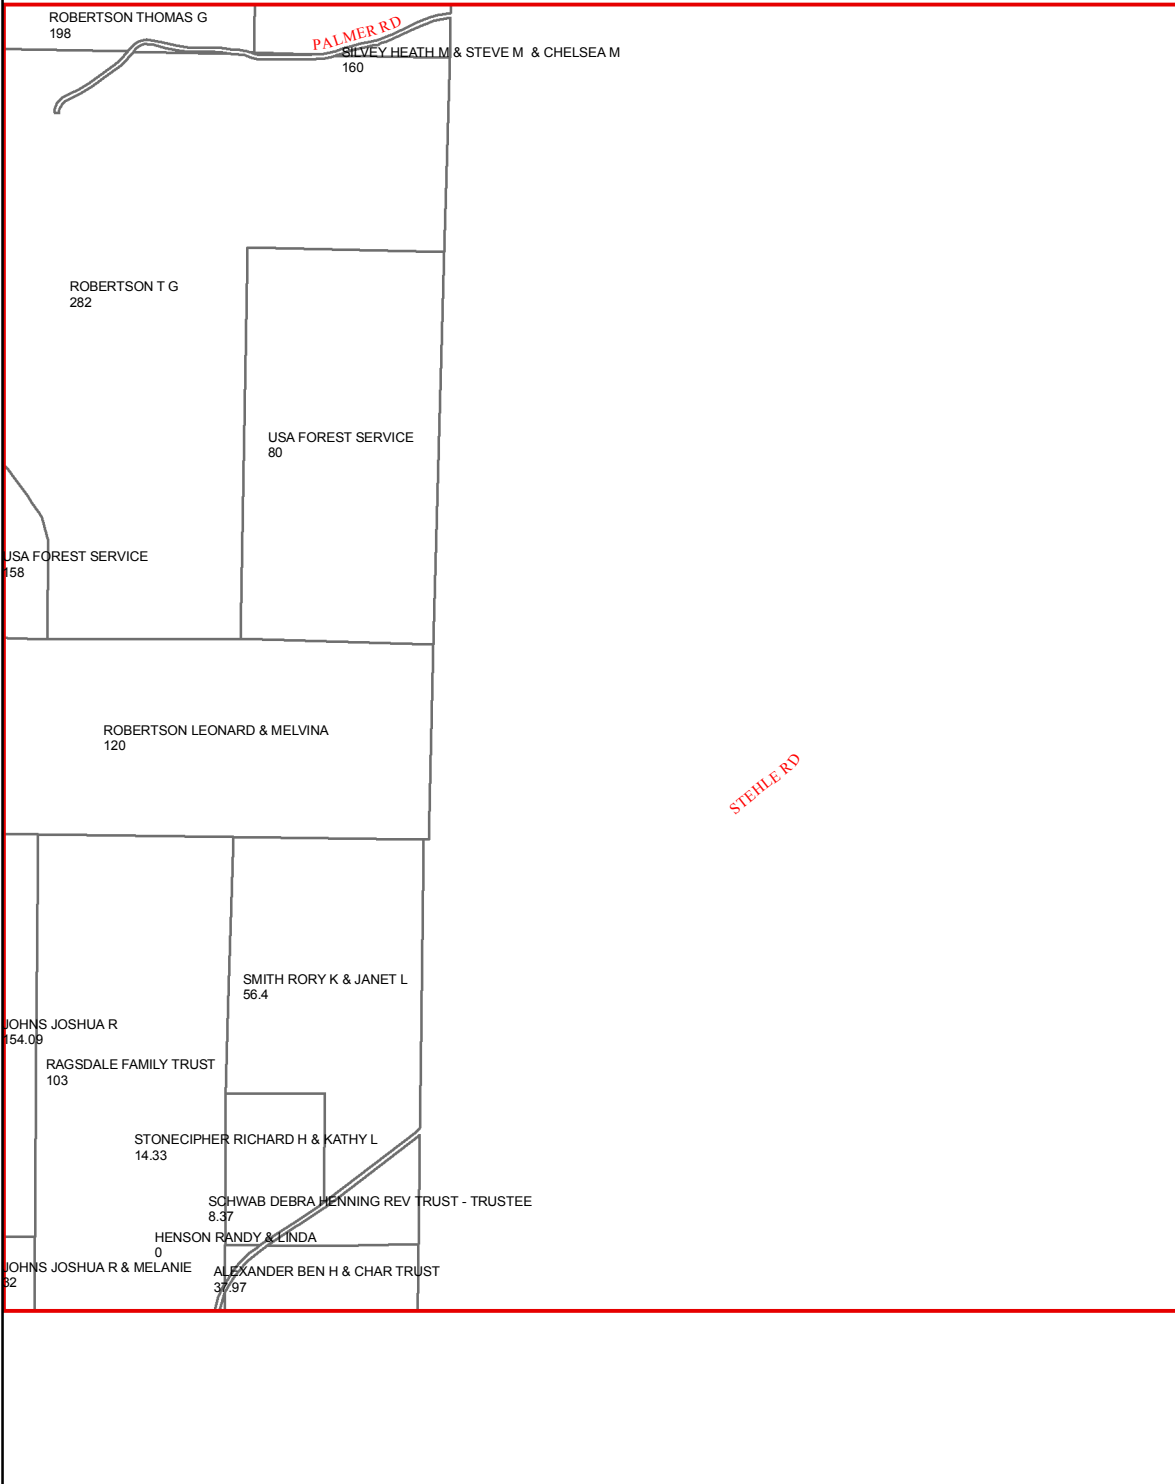 ROBERTSON THOMAS G
198
PALMER RD
SILVEY HEATH M & STEVE M & CHELSEA M
160
ROBERTSON T G
282
USA FOREST SERVICE
80
USA FOREST SERVICE
158
ROBERTSON LEONARD & MELVINA
120
STEHLE RD
SMITH RORY K & JANET L
56.4
JOHNS JOSHUA R
154.09
RAGSDALE FAMILY TRUST
103
STONECIPHER RICHARD H & KATHY L
14.33
SCHWAB DEBRA HENNING REV TRUST - TRUSTEE
8.37
HENSON RANDY & LINDA
0
JOHNS JOSHUA R & MELANIE
32
ALEXANDER BEN H & CHAR TRUST
37.97